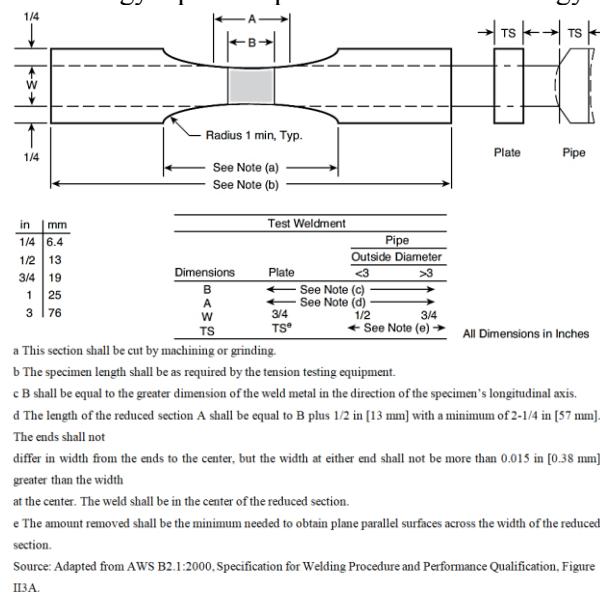 1/4
A
B
W
TS
TS
Radius 1 min, Typ.
1/4
See Note (a)
See Note (b)
Plate
Pipe
in mm
1/4 6.4
1/2 13
3/4 19
1 25
3 76
Test Weldment
Pipe
Outside Diameter
Dimensions Plate <3 >3
B See Note (c)
A See Note (d)
W 3/4 1/2 3/4
TS TSe See Note (e)
All Dimensions in Inches
a This section shall be cut by machining or grinding.
b The specimen length shall be as required by the tension testing equipment.
c B shall be equal to the greater dimension of the weld metal in the direction of the specimen's longitudinal axis.
d The length of the reduced section A shall be equal to B plus 1/2 in [13 mm] with a minimum of 2-1/4 in [57 mm].
The ends shall not
differ in width from the ends to the center, but the width at either end shall not be more than 0.015 in [0.38 mm]
greater than the width
at the center. The weld shall be in the center of the reduced section.
e The amount removed shall be the minimum needed to obtain plane parallel surfaces across the width of the reduced
section.
Source: Adapted from AWS B2.1:2000, Specification for Welding Procedure and Performance Qualification, Figure
II3A.